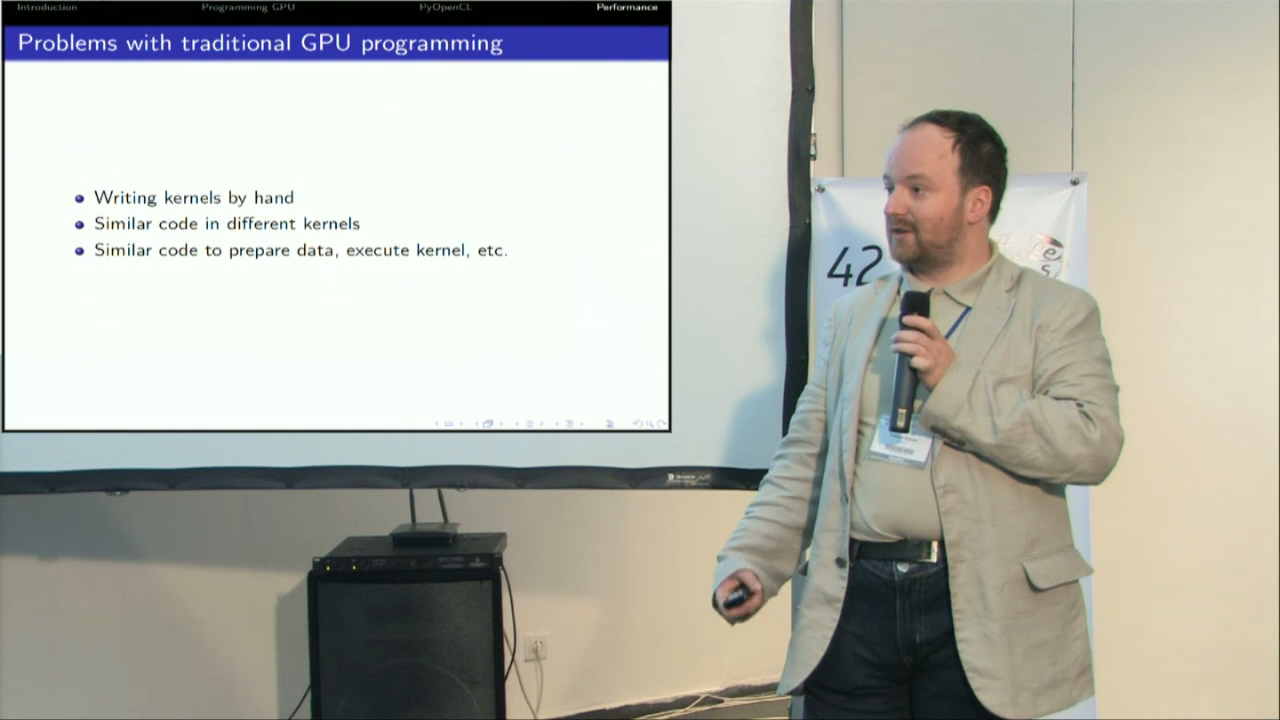 Introduction Programming GPU PyOpenCL Performance
Problems with traditional GPU programming
Writing kernels by hand
Similar code in different kernels
Similar code to prepare data, execute kernel, etc.
42